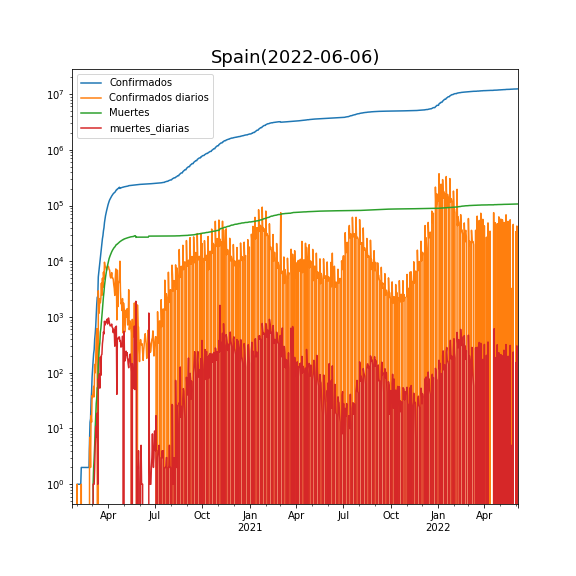 Spain(2022-06-06)
Confirmados
Confirmados diarios
Muertes
muertes_diarias
10⁷
10⁶
10⁵
10⁴
10³
10²
10¹
10⁰
Apr Jul Oct Jan Apr Jul Oct Jan Apr
2021 2022